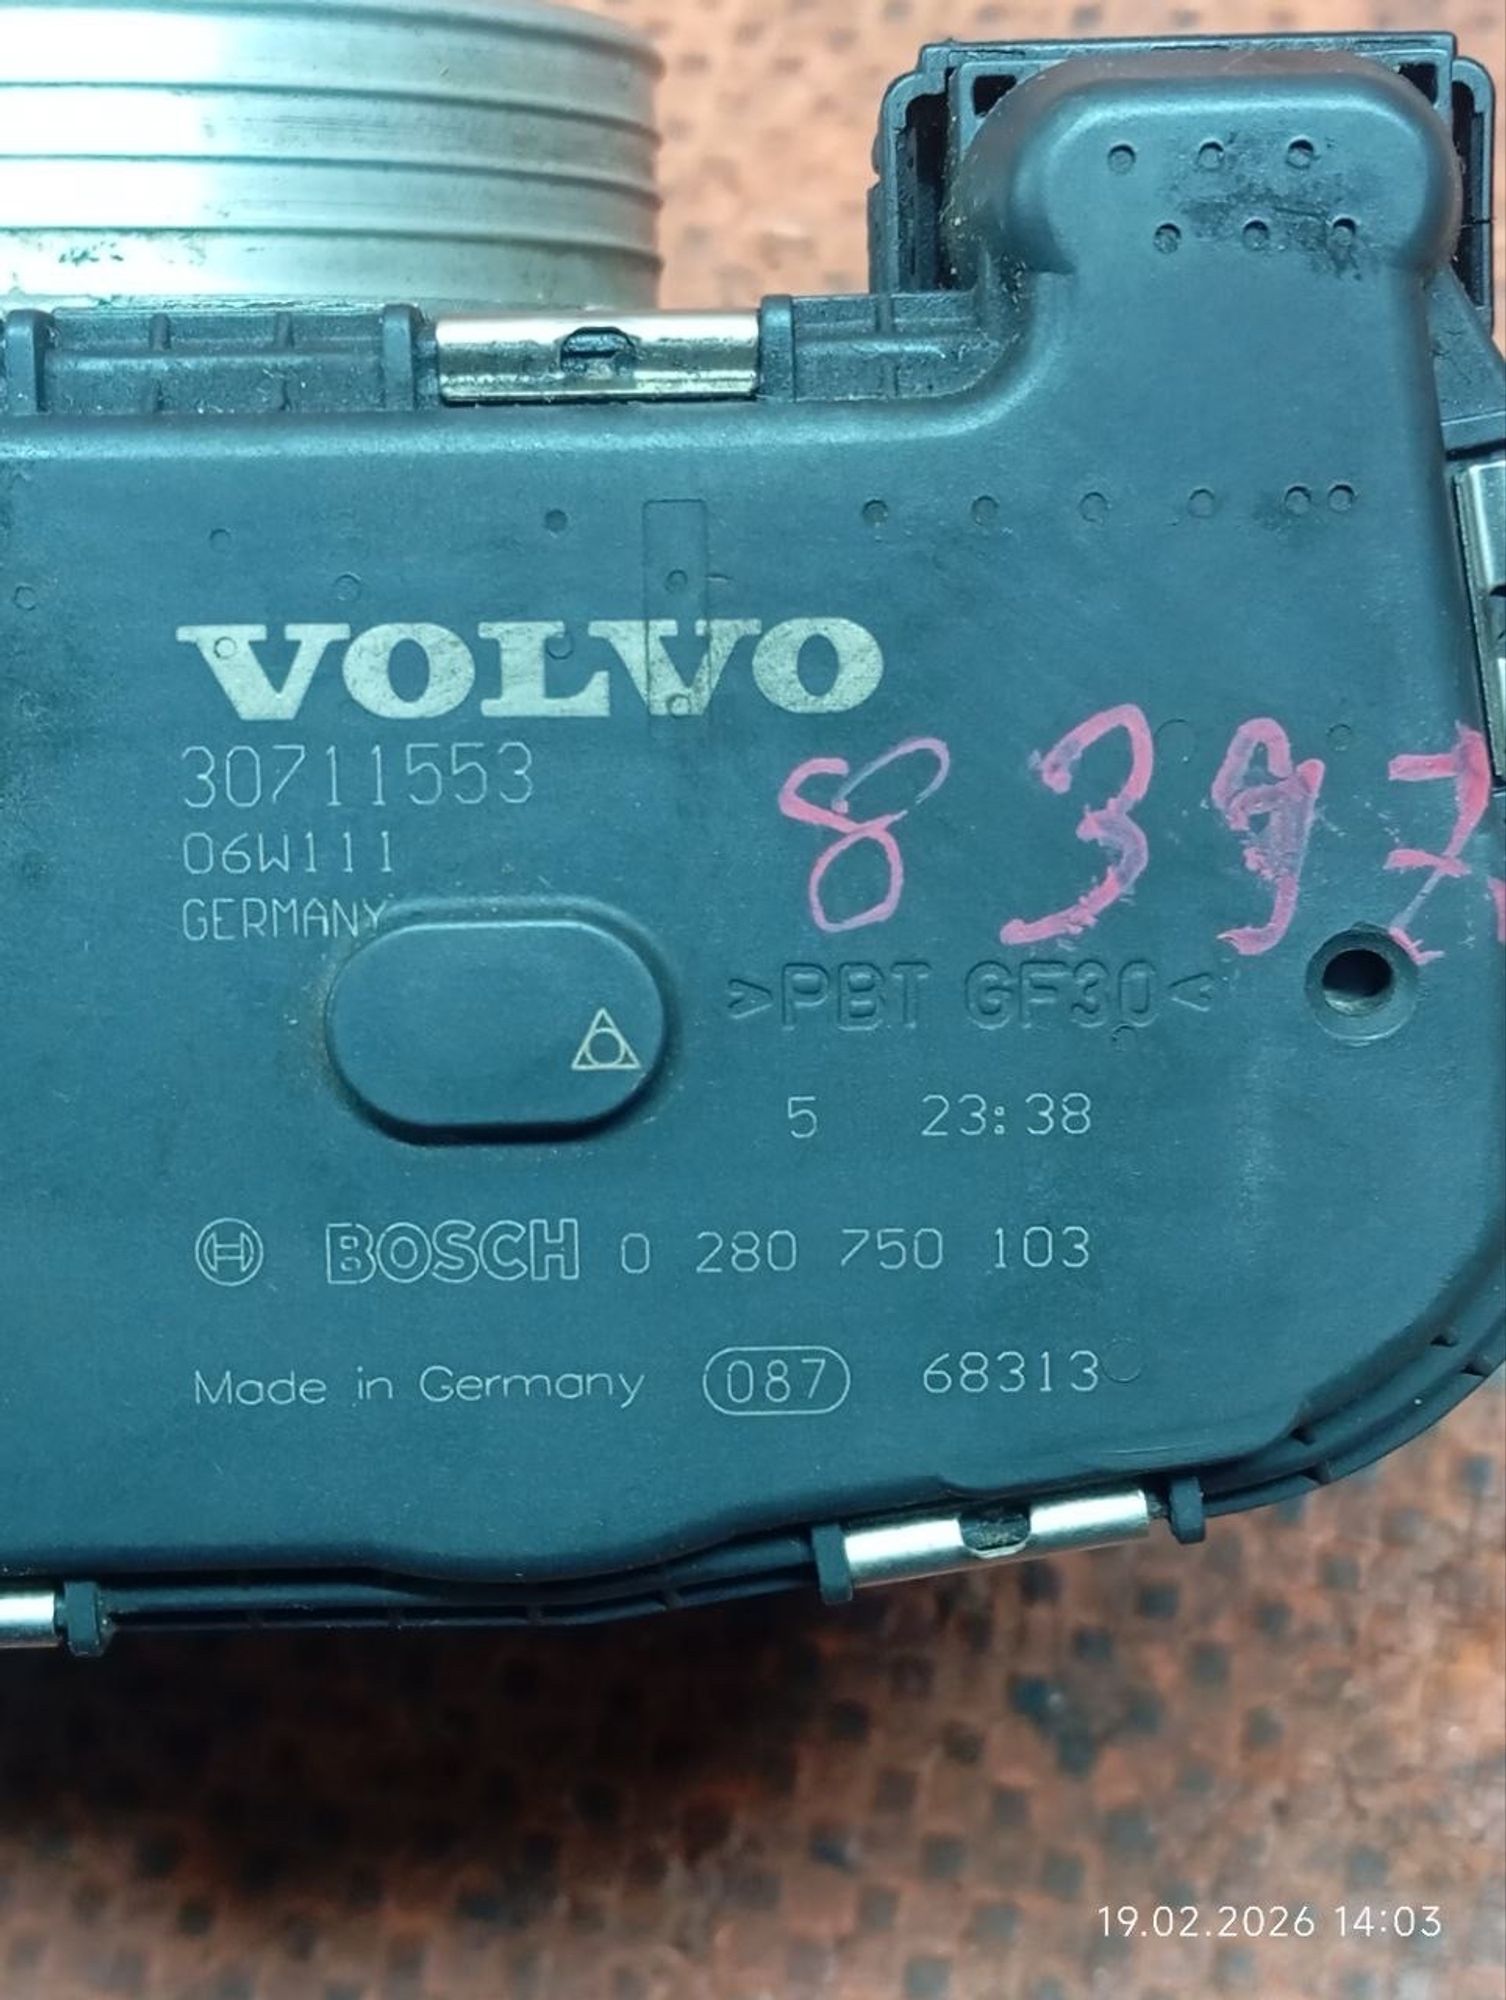 VOLVO
30711553
06W111
GERMANY
8397
>PBT GF30<
5 23:38
BOSCH 0 280 750 103
Made in Germany 087 68313
19.02.2026 14:03